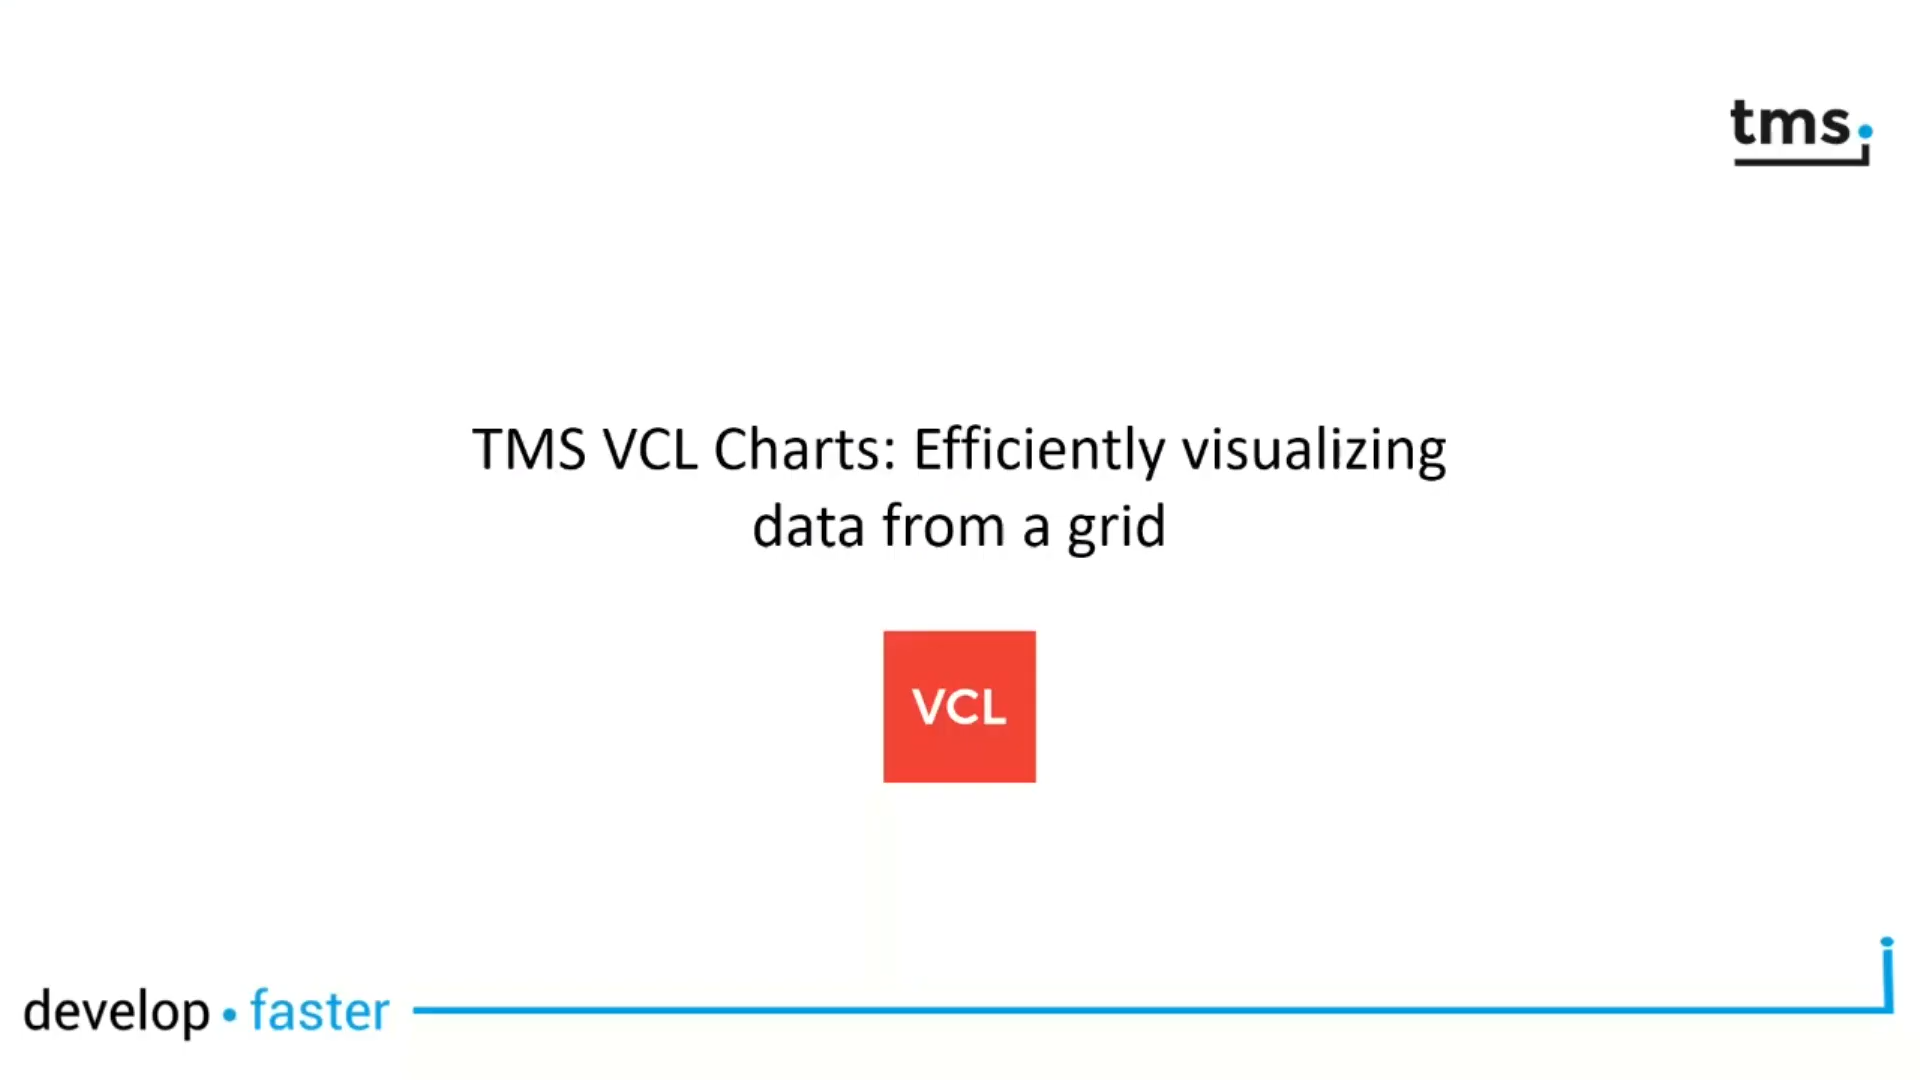 tms.
TMS VCL Charts: Efficiently visualizing
data from a grid
VCL
develop • faster